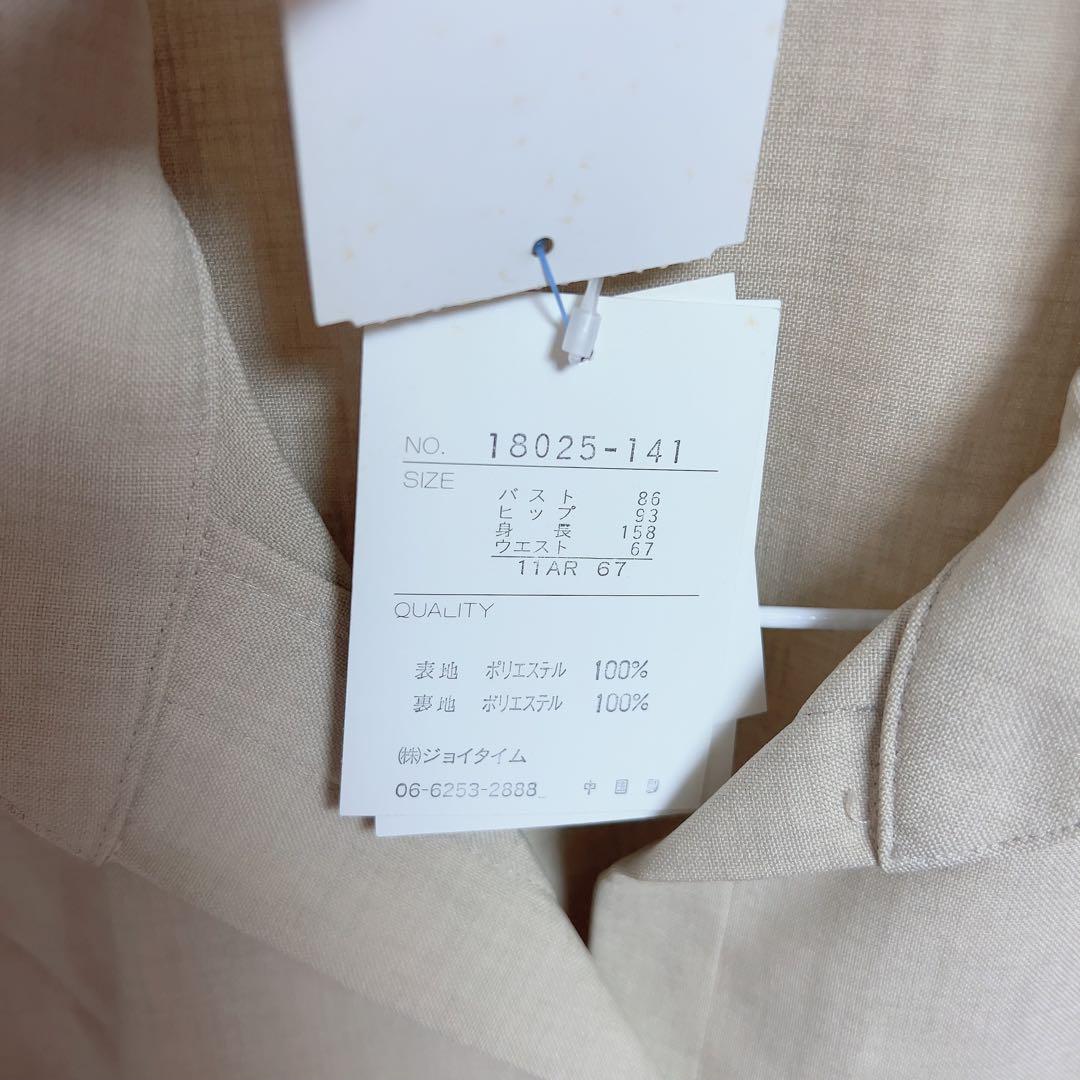 NO. 18025-141
SIZE
バスト 86
ヒップ 93
身長 158
ウエスト 67
11AR 67
QUALITY
表地 ポリエステル 100%
裏地 ポリエステル 100%
(株)ジョイタイム
06-6253-2888 中国製